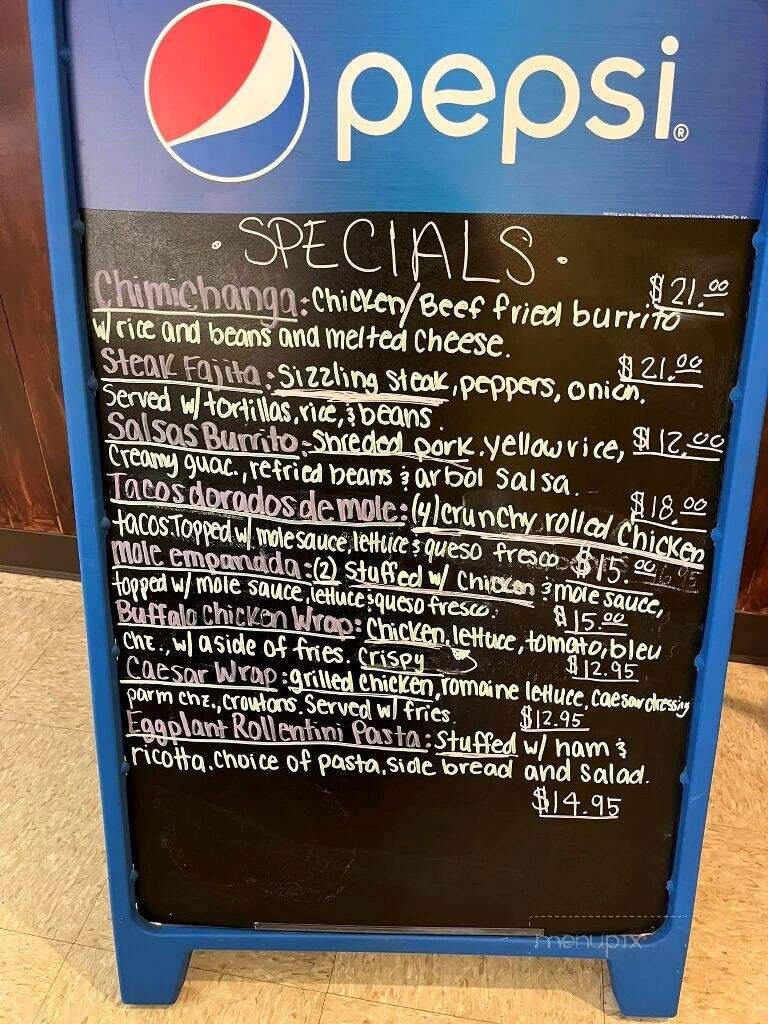 pepsi®
· SPECIALS ·
Chimichanga: Chicken/Beef fried burrito $21.00
w/ rice and beans and melted cheese.
Steak Fajita: Sizzling steak, peppers, onion. $21.00
Served w/ tortillas, rice, & beans.
Salsas Burrito: Shreded pork. yellow rice, $12.00
Creamy guac., refried beans & arbol salsa.
Tacos dorados de mole: (4) crunchy rolled Chicken $18.00
tacos. Topped w/ mole sauce, lettuce & queso fresco. $15.00
mole empanada: (2) Stuffed w/ Chicken & mole sauce,
topped w/ mole sauce, lettuce & queso fresco. $15.00
Buffalo Chicken Wrap: Chicken, lettuce, tomato, bleu
chz., w/ a side of fries. Crispy $12.95
Caesar Wrap: grilled chicken, romaine lettuce, caesar dressing
parm chz., croutons. Served w/ fries. $12.95
Eggplant Rollentini Pasta: Stuffed w/ ham &
ricotta. Choice of pasta, side bread and salad.
$14.95
menupix